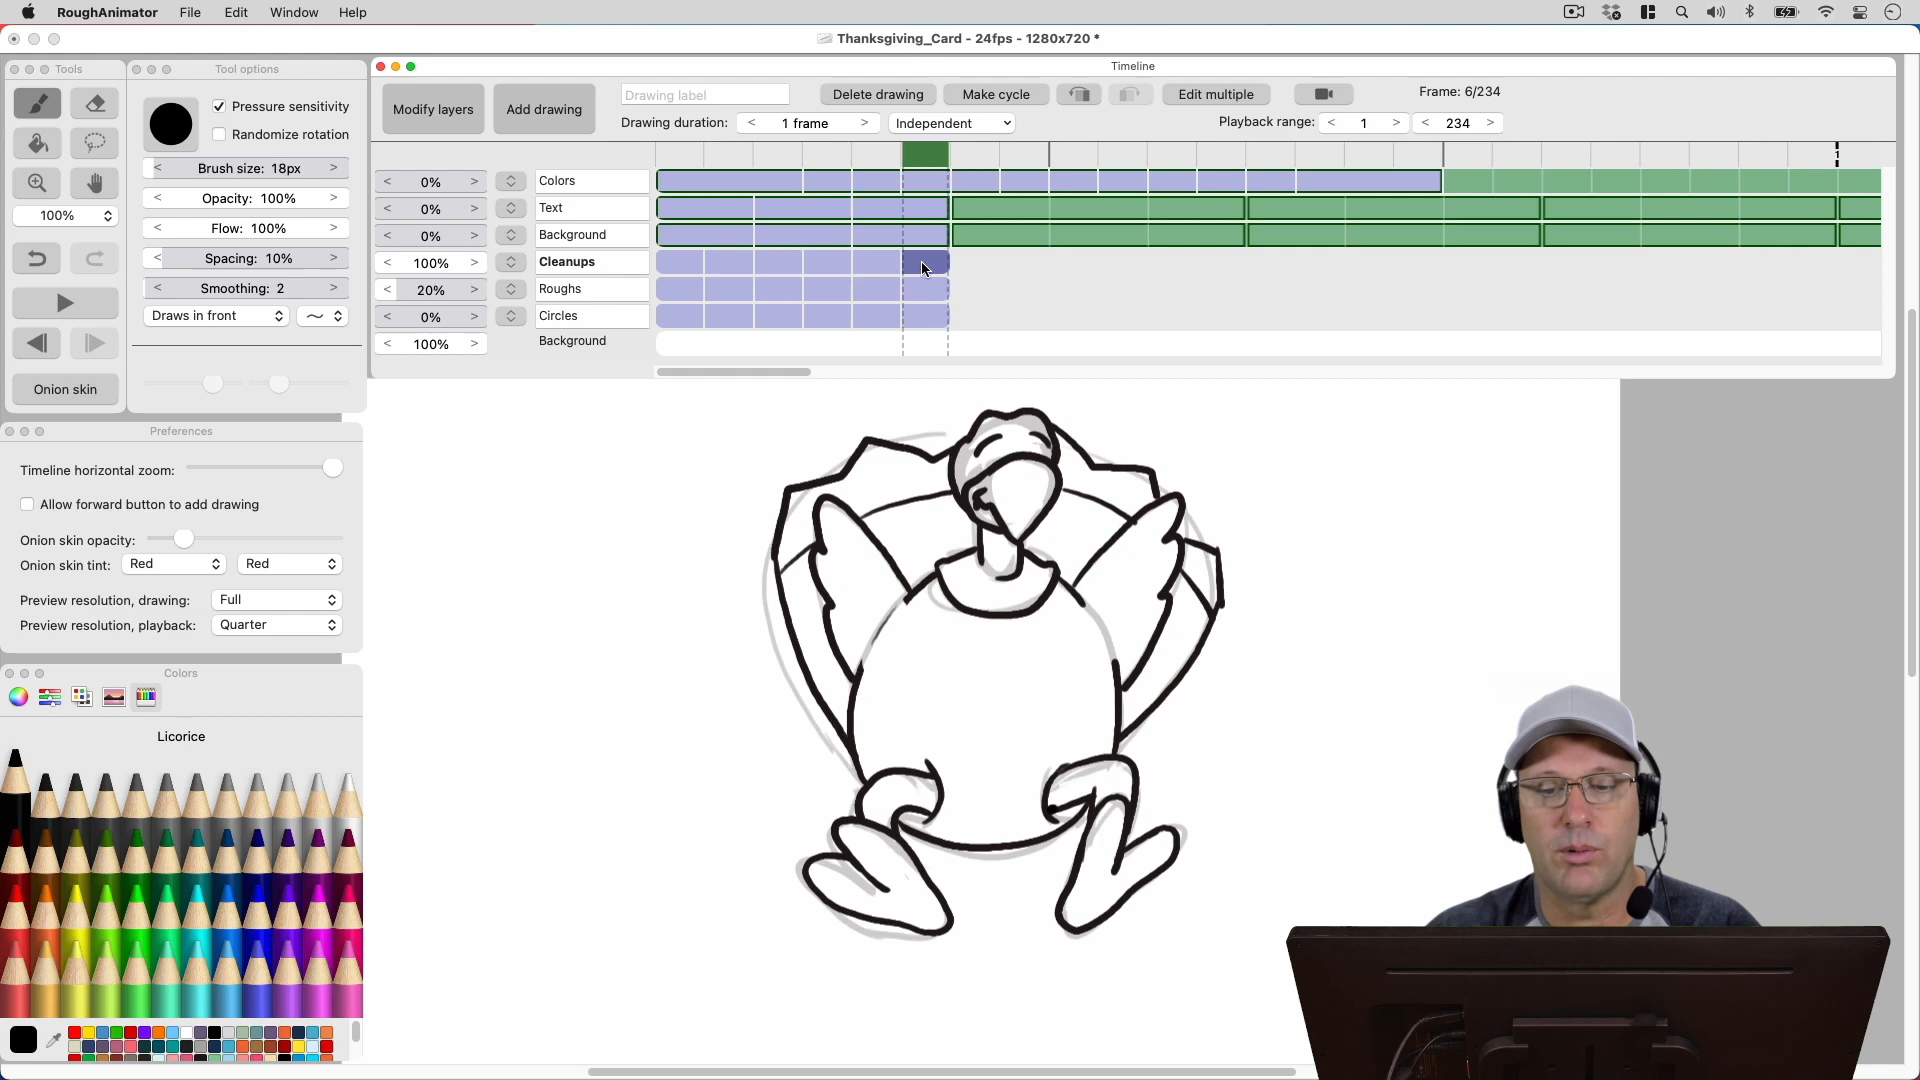 RoughAnimator File Edit Window Help
Thanksgiving_Card - 24fps - 1280x720 *
Tools
Tool options
Timeline
Pressure sensitivity
Randomize rotation
Brush size: 18px
Opacity: 100%
Flow: 100%
Spacing: 10%
Smoothing: 2
Draws in front
100%
Onion skin
Modify layers
Add drawing
Drawing label
Delete drawing
Make cycle
Edit multiple
Frame: 6/234
Drawing duration: < 1 frame > Independent
Playback range: < 1 > < 234 >
1
< 0% > Colors
< 0% > Text
< 0% > Background
< 100% > Cleanups
< 20% > Roughs
< 0% > Circles
< 100% > Background
Preferences
Timeline horizontal zoom:
Allow forward button to add drawing
Onion skin opacity:
Onion skin tint: Red Red
Preview resolution, drawing: Full
Preview resolution, playback: Quarter
Colors
Licorice